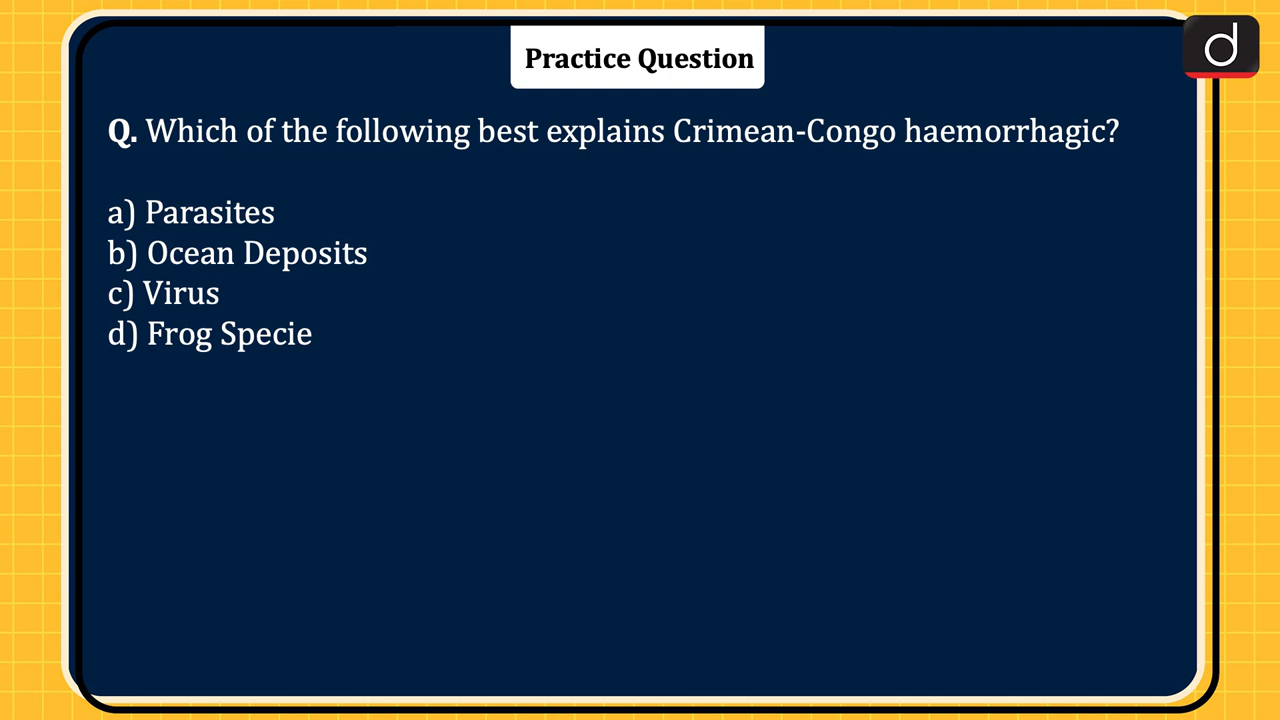 Practice Question
d
Q. Which of the following best explains Crimean-Congo haemorrhagic?
a) Parasites
b) Ocean Deposits
c) Virus
d) Frog Specie